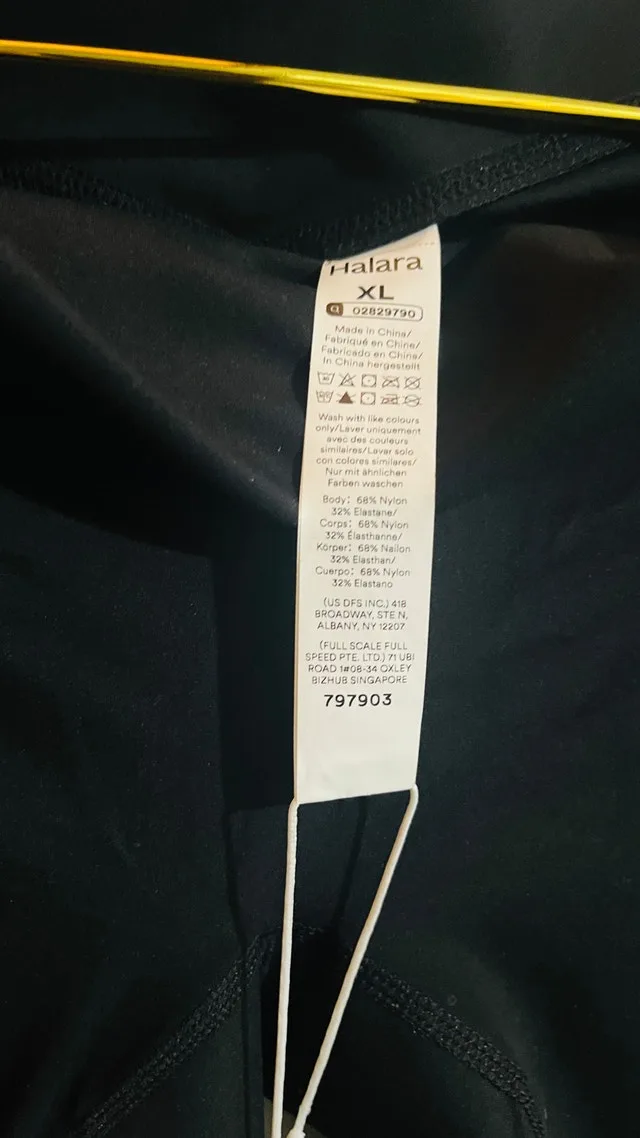 Halara
XL
Q 02829790
Made in China/
Fabriqué en Chine/
Fabricado en China/
In China hergestellt
Wash with like colours
only/Laver uniquement
avec des couleurs
similaires/Lavar solo
con colores similares/
Nur mit ähnlichen
Farben waschen
Body: 68% Nylon
32% Elastane/
Corps: 68% Nylon
32% Élasthanne/
Körper: 68% Nailon
32% Elasthan/
Cuerpo: 68% Nylon
32% Elastano
(US DFS INC.) 418
BROADWAY, STE N,
ALBANY, NY 12207
(FULL SCALE FULL
SPEED PTE. LTD.) 71 UBI
ROAD 1#08-34 OXLEY
BIZHUB SINGAPORE
797903